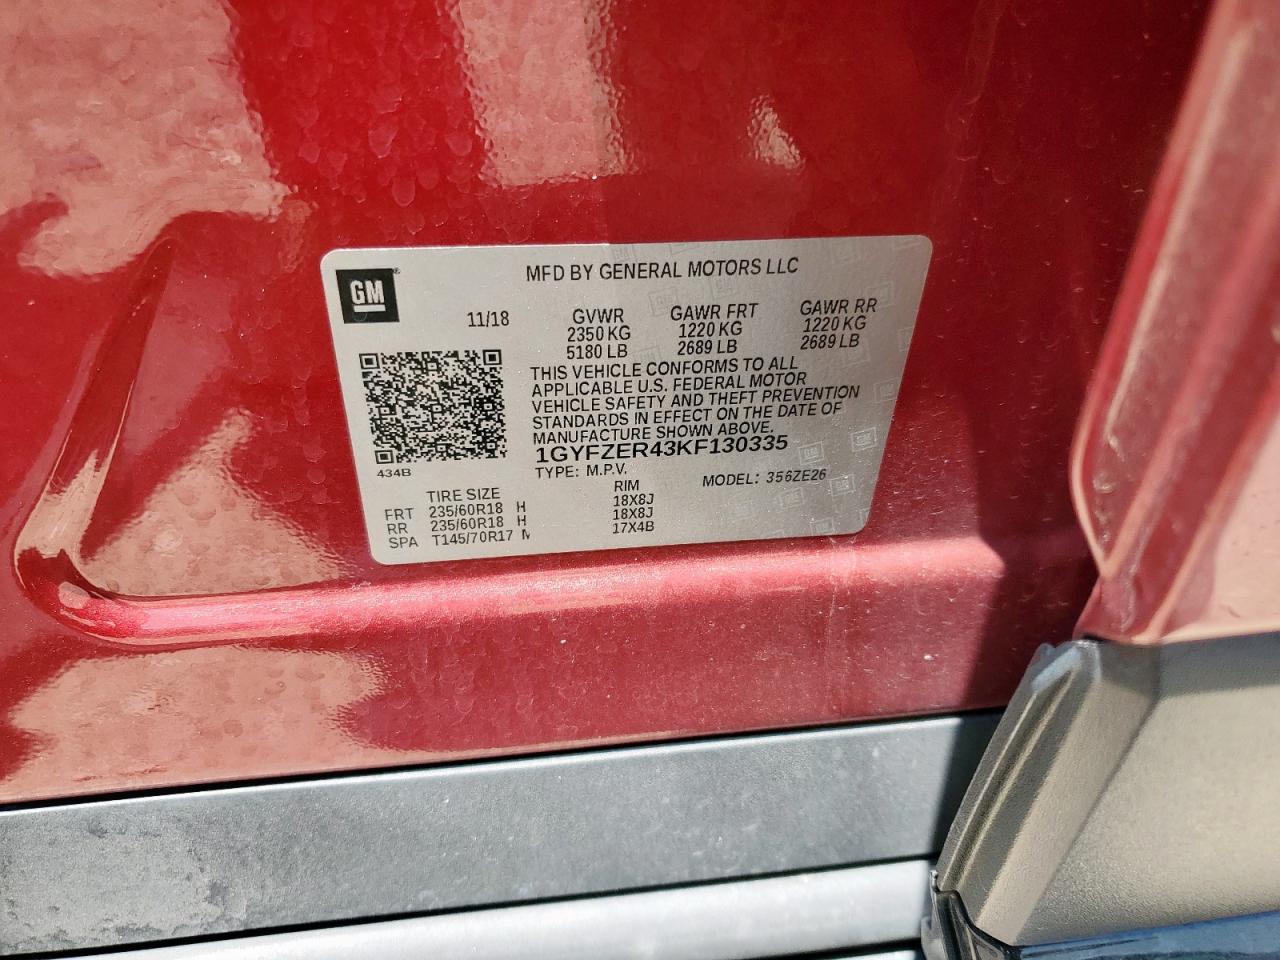 MFD BY GENERAL MOTORS LLC
GM
11/18
GVWR GAWR FRT GAWR RR
2350 KG 1220 KG 1220 KG
5180 LB 2689 LB 2689 LB
THIS VEHICLE CONFORMS TO ALL
APPLICABLE U.S. FEDERAL MOTOR
VEHICLE SAFETY AND THEFT PREVENTION
STANDARDS IN EFFECT ON THE DATE OF
MANUFACTURE SHOWN ABOVE.
1GYFZER43KF130335
434B
TYPE: M.P.V. MODEL: 356ZE26
TIRE SIZE RIM
FRT 235/60R18 H 18X8J
RR 235/60R18 H 18X8J
SPA T145/70R17 M 17X4B